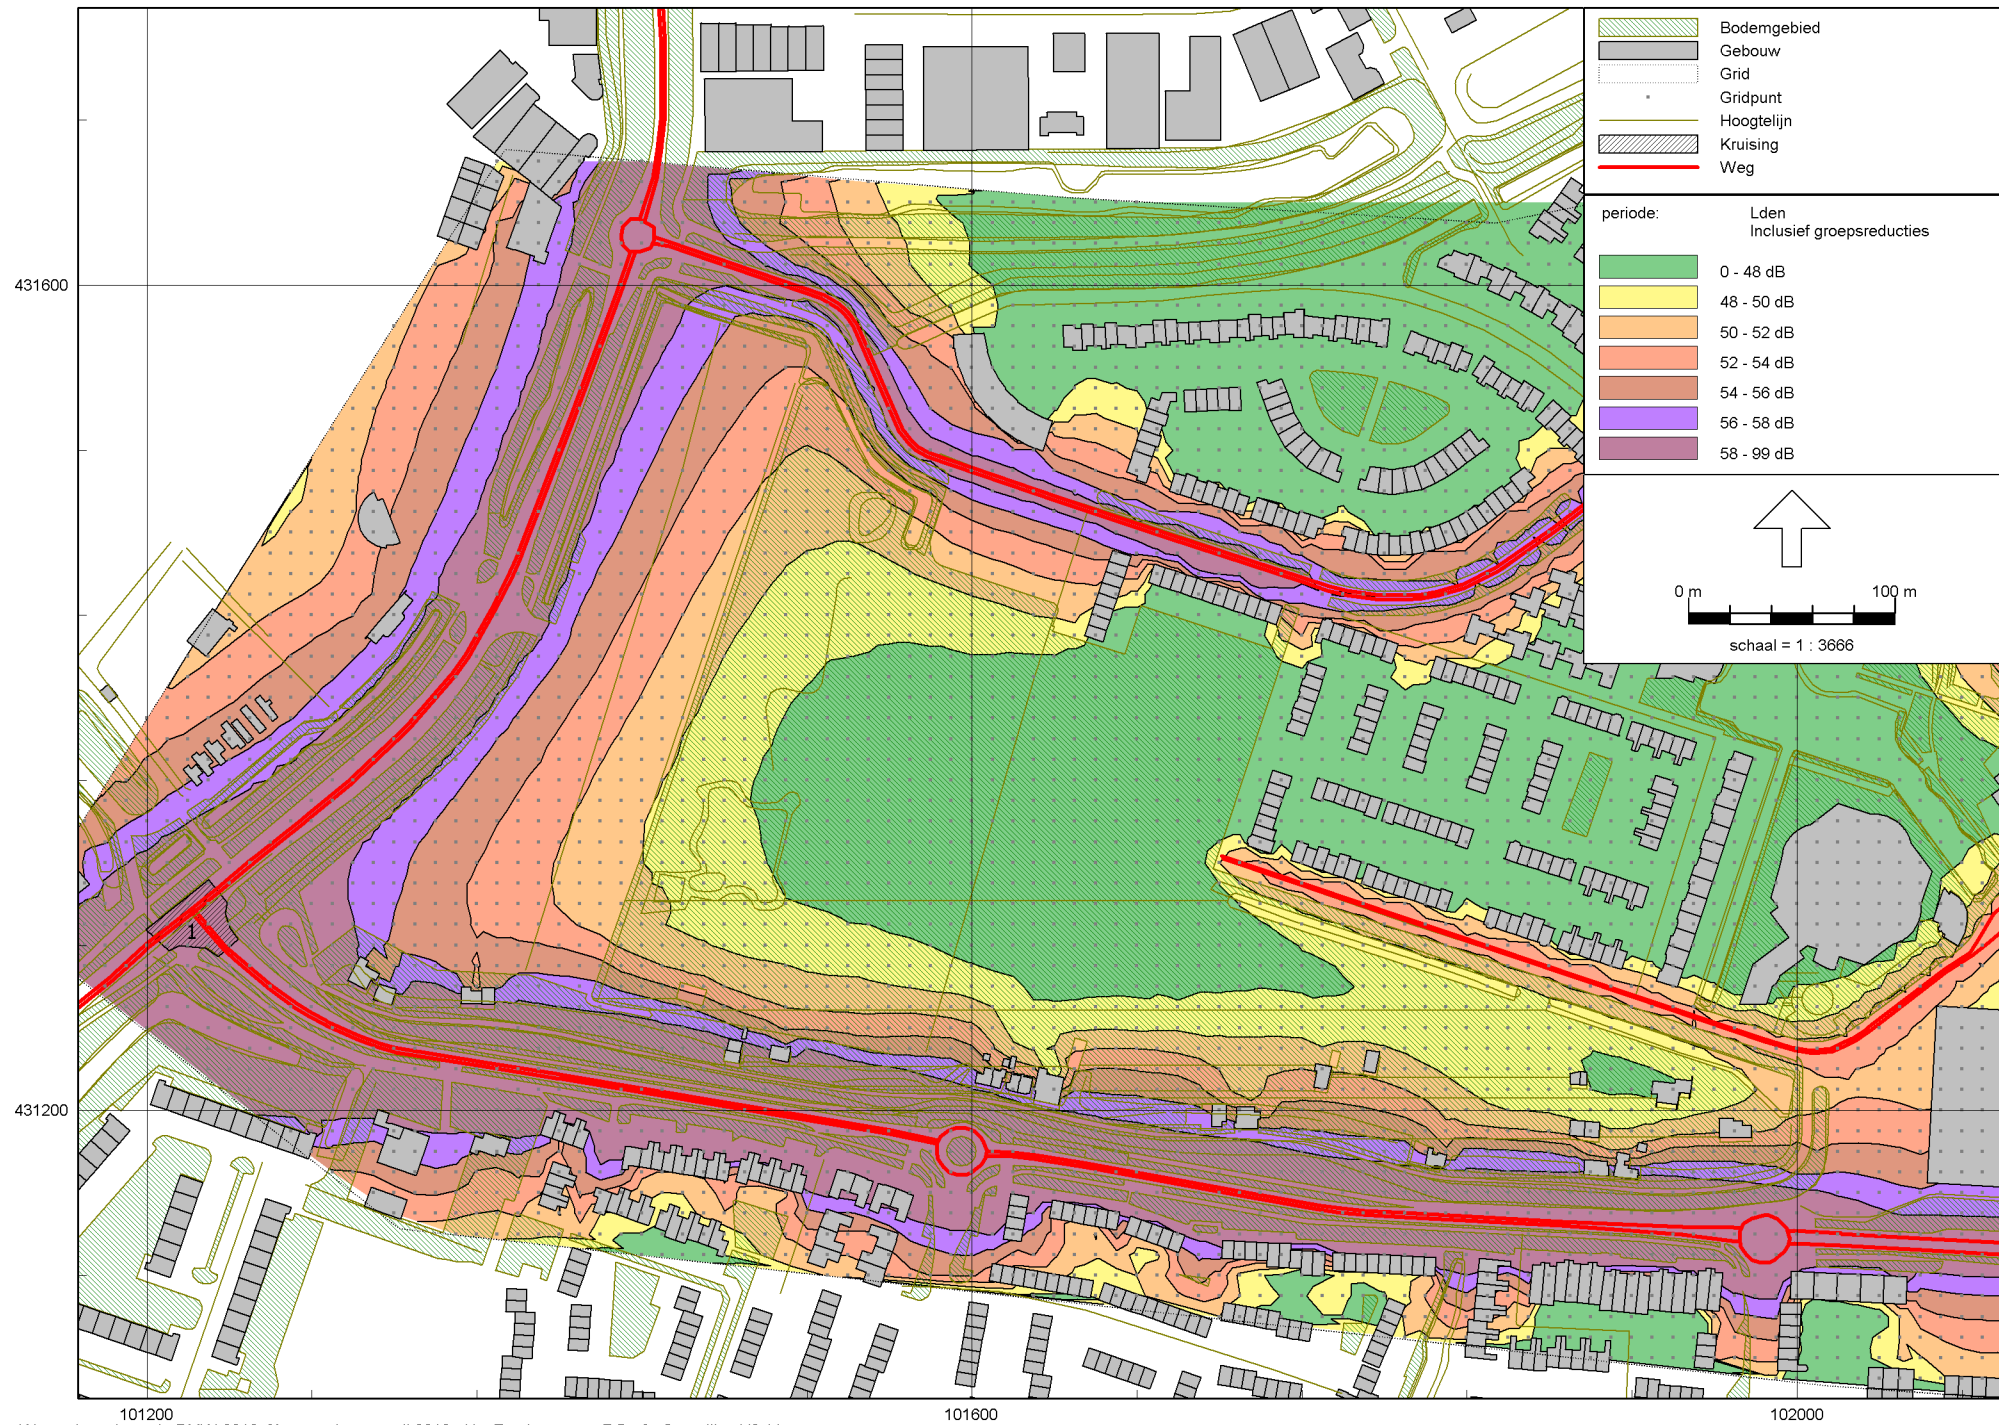 Bodemgebied
Gebouw
Grid
Gridpunt
Hoogtelijn
Kruising
Weg
periode: Lden
Inclusief groepsreducties
0 - 48 dB
48 - 50 dB
50 - 52 dB
52 - 54 dB
54 - 56 dB
56 - 58 dB
58 - 99 dB
0 m 100 m
schaal = 1 : 3666
431600
1
431200
101200 101600 102000